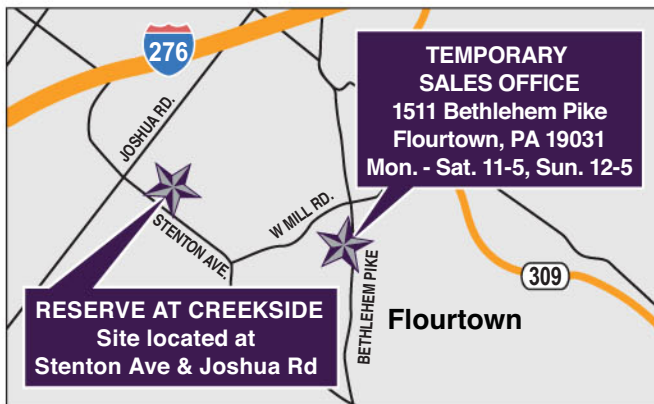 276
TEMPORARY
SALES OFFICE
1511 Bethlehem Pike
Flourtown, PA 19031
Mon. - Sat. 11-5, Sun. 12-5
JOSHUA RD.
W MILL RD.
STENTON AVE.
309
BETHLEHEM PIKE
Flourtown
RESERVE AT CREEKSIDE
Site located at
Stenton Ave & Joshua Rd